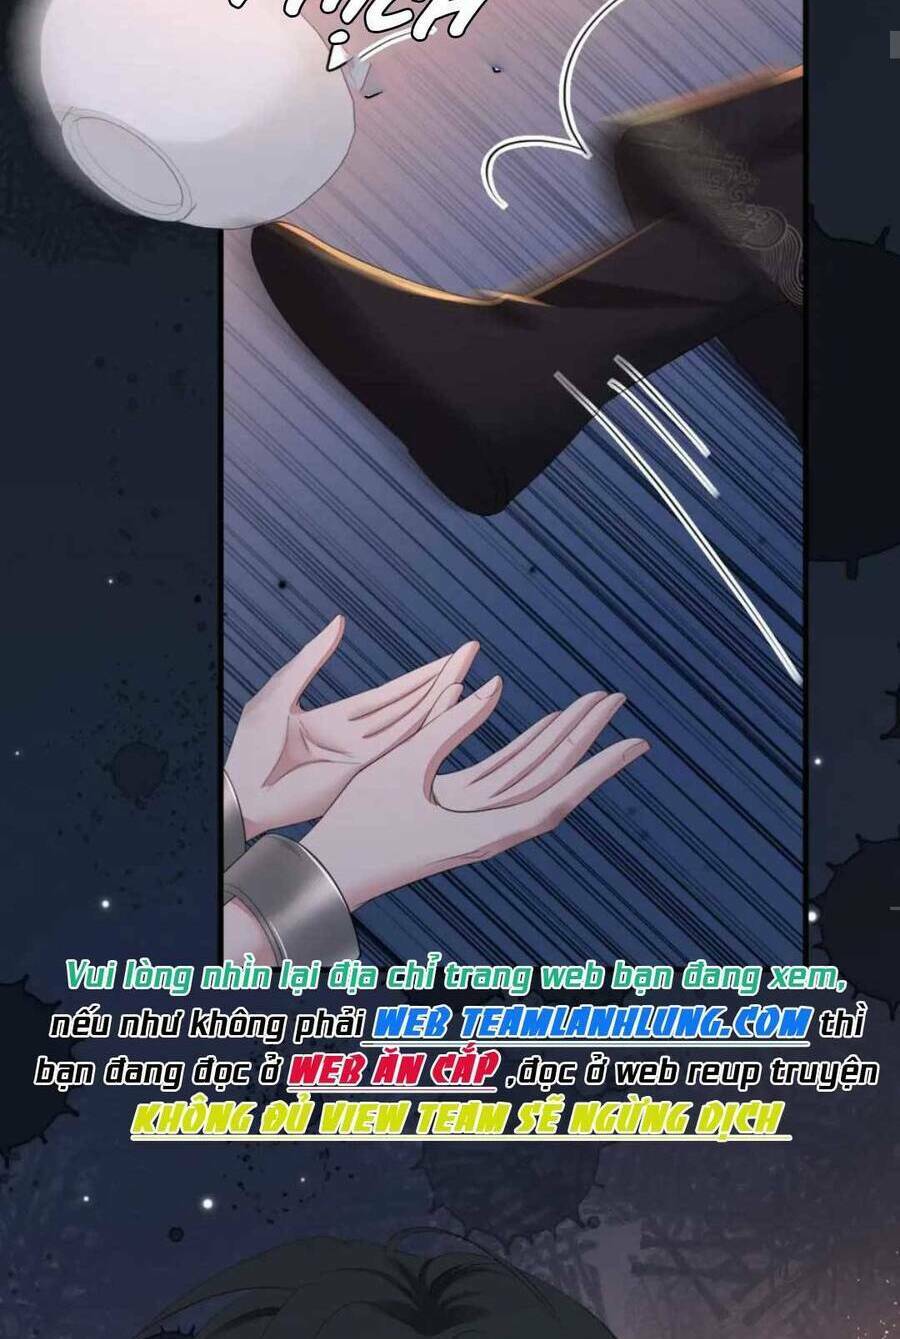 PHỊCH
Vui lòng nhìn lại địa chỉ trang web bạn đang xem,
nếu như không phải WEB TEAMLANHLUNG.COM thì
bạn đang đọc ở WEB ĂN CẮP ,đọc ở web reup truyện
KHÔNG ĐỦ VIEW TEAM SẼ NGỪNG DỊCH